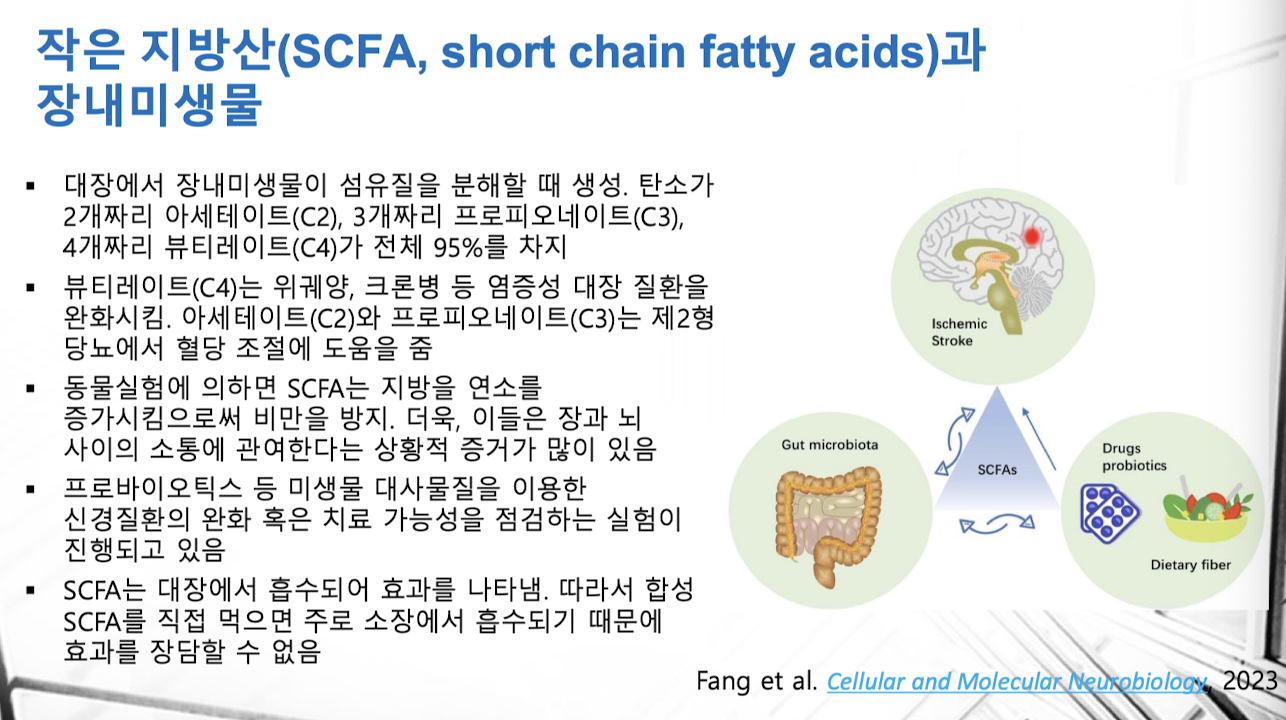 작은 지방산(SCFA, short chain fatty acids)과
장내미생물
▪ 대장에서 장내미생물이 섬유질을 분해할 때 생성. 탄소가
2개짜리 아세테이트(C2), 3개짜리 프로피오네이트(C3),
4개짜리 뷰티레이트(C4)가 전체 95%를 차지
▪ 뷰티레이트(C4)는 위궤양, 크론병 등 염증성 대장 질환을
완화시킴. 아세테이트(C2)와 프로피오네이트(C3)는 제2형
당뇨에서 혈당 조절에 도움을 줌
▪ 동물실험에 의하면 SCFA는 지방을 연소를
증가시킴으로써 비만을 방지. 더욱, 이들은 장과 뇌
사이의 소통에 관여한다는 상황적 증거가 많이 있음
▪ 프로바이오틱스 등 미생물 대사물질을 이용한
신경질환의 완화 혹은 치료 가능성을 점검하는 실험이
진행되고 있음
▪ SCFA는 대장에서 흡수되어 효과를 나타냄. 따라서 합성
SCFA를 직접 먹으면 주로 소장에서 흡수되기 때문에
효과를 장담할 수 없음
Ischemic
Stroke
Gut microbiota
SCFAs
Drugs
probiotics
Dietary fiber
Fang et al. Cellular and Molecular Neurobiology, 2023